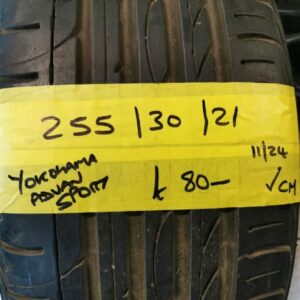 255 /30 /21
11/24
YOKOHAMA
ADVAN
SPORT
80-
✓CM